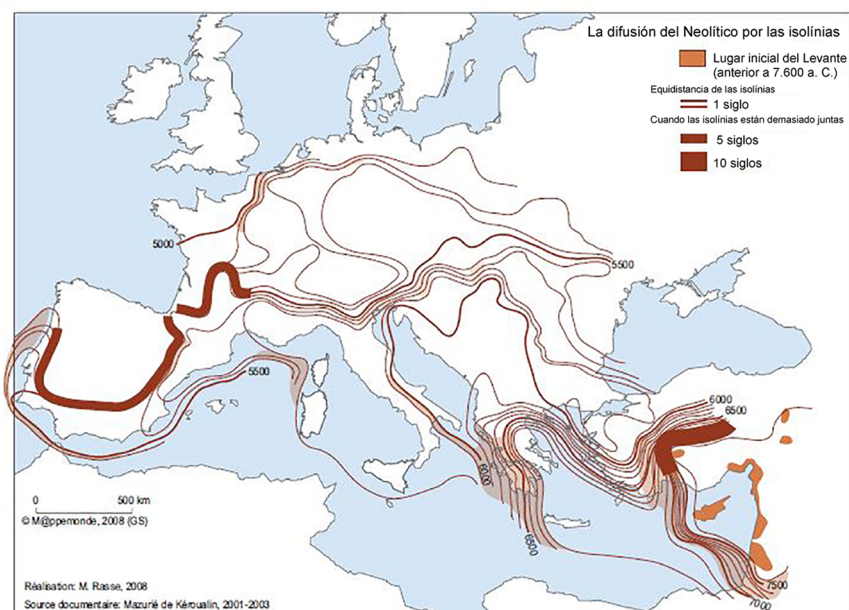 La difusión del Neolítico por las isolínias
Lugar inicial del Levante
(anterior a 7.600 a. C.)
Equidistancia de las isolínias
1 siglo
Cuando las isolínias están demasiado juntas
5 siglos
10 siglos
5000
5500
5500
6000
6500
6000
6500
7500
7000
0 500 km
© M@ppemonde, 2008 (GS)
Réalisation: M. Rasse, 2008
Source documentaire: Mazurié de Kéroualin, 2001-2003